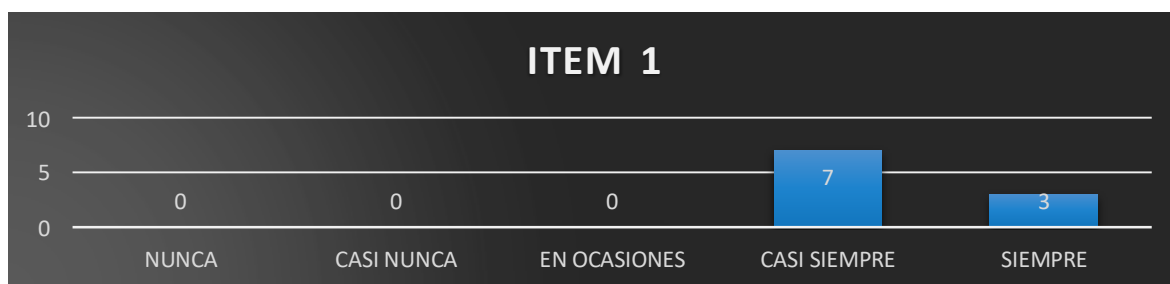 ITEM 1
10
5
0
0
0
0
7
3
NUNCA
CASI NUNCA
EN OCASIONES
CASI SIEMPRE
SIEMPRE